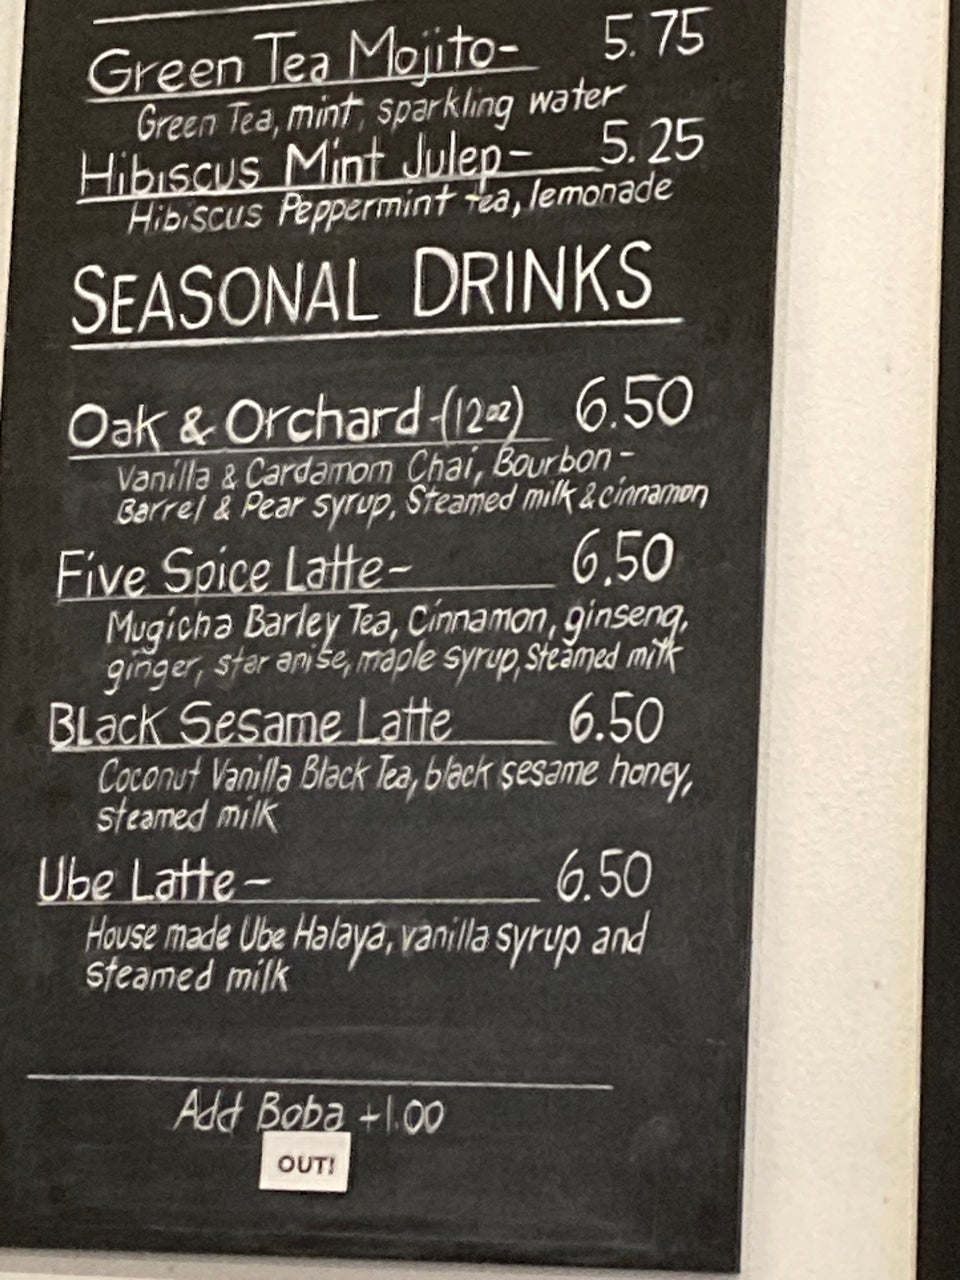 Green Tea Mojito- 5.75
Green Tea, mint, sparkling water
Hibiscus Mint Julep- 5.25
Hibiscus Peppermint tea, lemonade
SEASONAL DRINKS
Oak & Orchard-(12oz) 6.50
Vanilla & Cardamom Chai, Bourbon-
Barrel & Pear syrup, Steamed milk & cinnamon
Five Spice Latte- 6.50
Mugicha Barley Tea, Cinnamon, ginseng,
ginger, star anise, maple syrup, Steamed milk
BLack Sesame Latte 6.50
Coconut Vanilla Black Tea, black sesame honey,
steamed milk
Ube Latte- 6.50
House made Ube Halaya, vanilla syrup and
steamed milk
Add Boba +1.00
OUT!